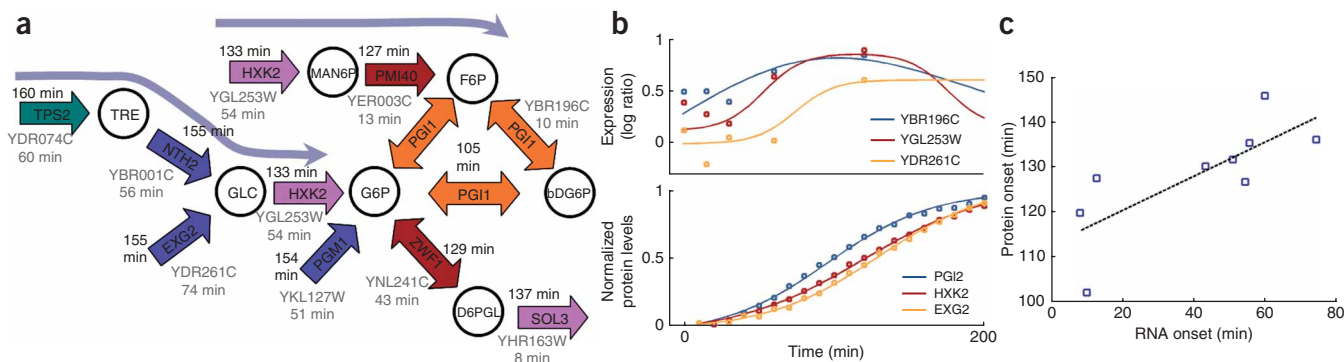 a
133 min
HXK2
YGL253W
54 min
MAN6P
127 min
PMI40
YER003C
13 min
F6P
YBR196C
10 min
PGI1
PGI1
160 min
TPS2
YDR074C
60 min
TRE
155 min
NTH2
YBR001C
56 min
GLC
133 min
HXK2
YGL253W
54 min
G6P
105
min
PGI1
bDG6P
155
min
EXG2
YDR261C
74 min
154
min
PGM1
YKL127W
51 min
ZWF1
129 min
YNL241C
43 min
D6PGL
137 min
SOL3
YHR163W
8 min
b
Expression
(log ratio)
1
0
YBR196C
YGL253W
YDR261C
Normalized
protein levels
1
0.5
0
PGI2
HXK2
EXG2
0
200
Time (min)
c
Protein onset (min)
150
140
130
120
110
100
0
20
40
60
80
RNA onset (min)